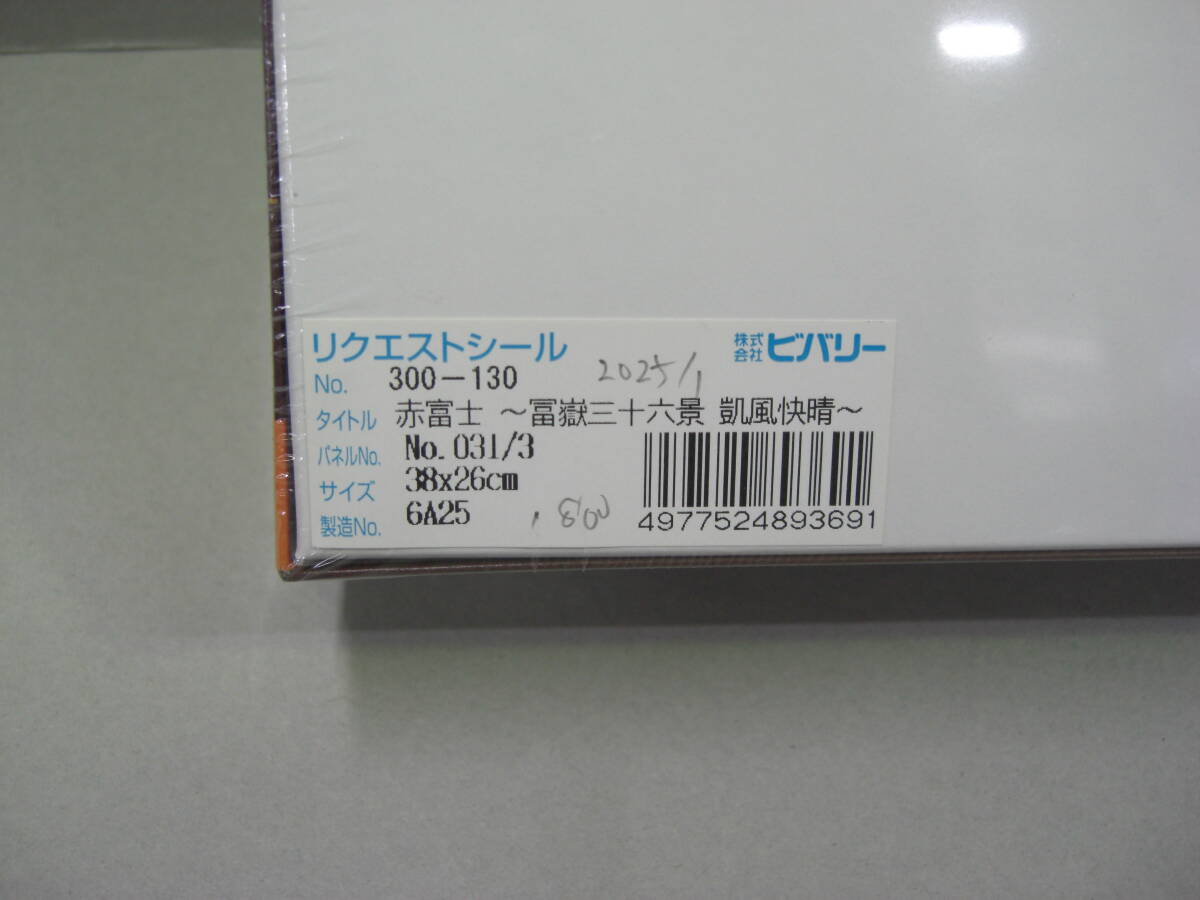 リクエストシール
株式会社 ビバリー
No. 300-130
2025/1
タイトル 赤富士 ～冨嶽三十六景 凱風快晴～
パネルNo. No.031/3
サイズ 38x26cm
製造No. 6A25
800
4977524893691